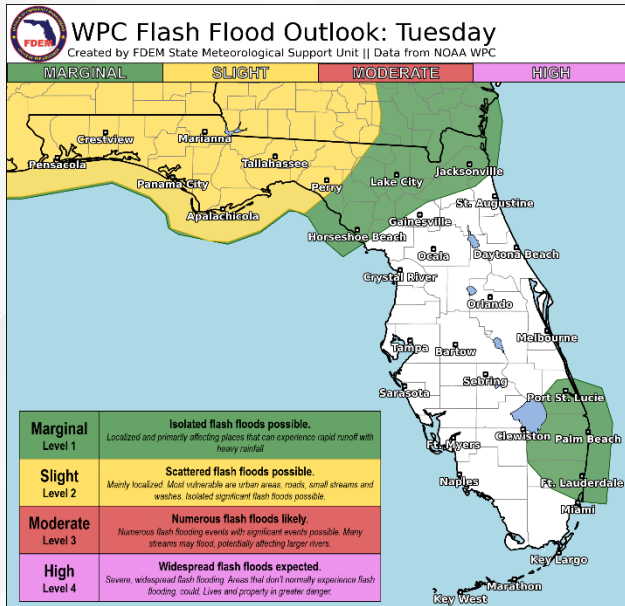 FDEM
WPC Flash Flood Outlook: Tuesday
Created by FDEM State Meteorological Support Unit || Data from NOAA WPC
MARGINAL SLIGHT MODERATE HIGH
Crestview
Marianna
Pensacola
Tallahassee
Jacksonville
Panama City
Perry
Lake City
Apalachicola
St. Augustine
Gainesville
Horseshoe Beach
Ocala
Daytona Beach
Crystal River
Orlando
Melbourne
Tampa
Bartow
Sebring
Sarasota
Port St. Lucie
Clewiston
Palm Beach
Ft. Myers
Naples
Ft. Lauderdale
Miami
Key Largo
Marathon
Key West
Marginal
Level 1
Isolated flash floods possible.
Localized and primarily affecting places that can experience rapid runoff with
heavy rainfall
Slight
Level 2
Scattered flash floods possible.
Mainly localized. Most vulnerable are urban areas, roads, small streams and
washes. Isolated significant flash floods possible.
Moderate
Level 3
Numerous flash floods likely.
Numerous flash flooding events with significant events possible. Many
streams may flood, potentially affecting larger rivers.
High
Level 4
Widespread flash floods expected.
Severe, widespread flash flooding. Areas that don't normally experience flash
flooding, could. Lives and property in greater danger.